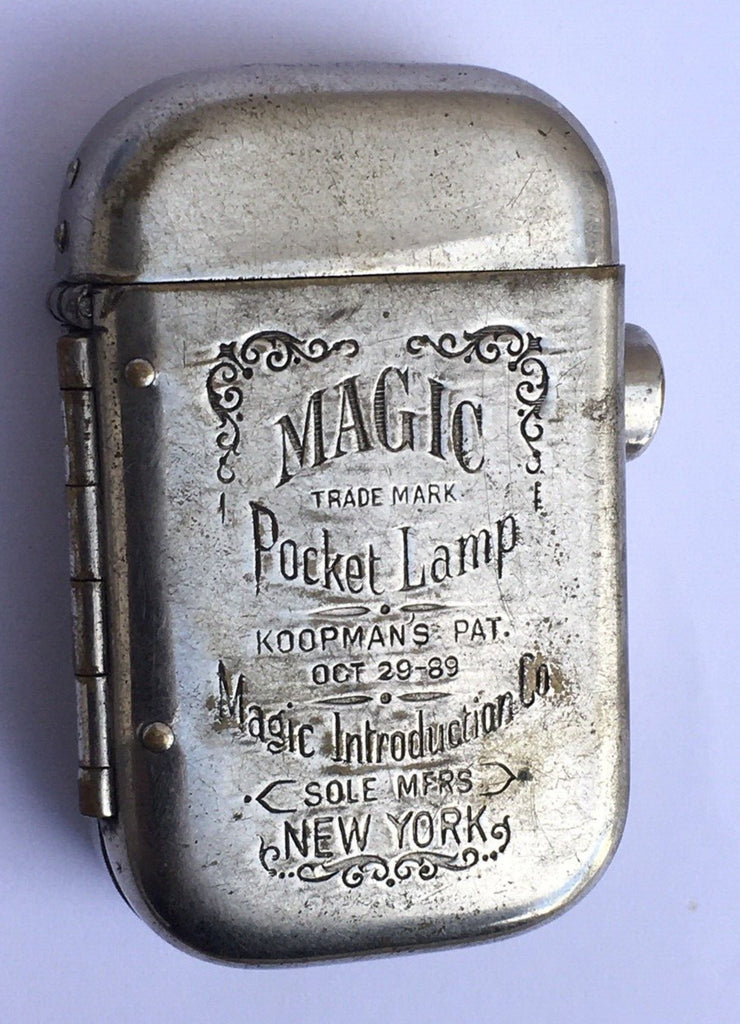 MAGIC
TRADE MARK.
Pocket Lamp
KOOPMAN'S PAT.
OCT 29-89
Magic Introduction Co
SOLE MFRS
NEW YORK